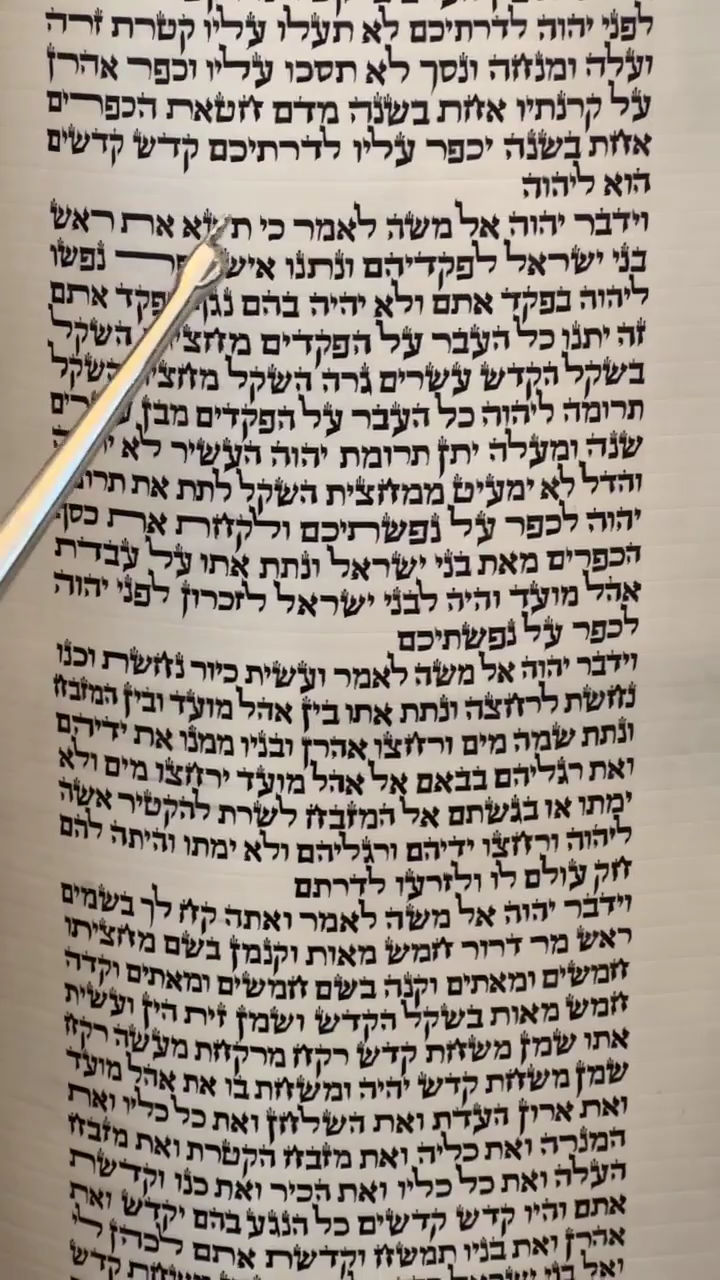 לפני יהוה לדרתיכם לא תעלו עליו קטרת זרה
ועלה ומנחה ונסך לא תסכו עליו וכפר אהרן
על קרנתיו אחת בשנה מדם חטאת הכפרים
אחת בשנה יכפר עליו לדרתיכם קדש קדשים
הוא ליהוה
וידבר יהוה אל משה לאמר כי תשא את ראש
בני ישראל לפקדיהם ונתנו איש נפשו
ליהוה בפקד אתם ולא יהיה בהם נגף בפקד אתם
זה יתנו כל העבר על הפקדים מחצית השקל
בשקל הקדש עשרים גרה השקל מחצית השקל
תרומה ליהוה כל העבר על הפקדים מבן עשרים
שנה ומעלה יתן תרומת יהוה העשיר לא
והדל לא ימעיט ממחצית השקל לתת את
יהוה לכפר על נפשתיכם ולקחת את כסף
הכפרים מאת בני ישראל ונתת אתו על עבדת
אהל מועד והיה לבני ישראל לזכרון לפני יהוה
לכפר על נפשתיכם
וידבר יהוה אל משה לאמר ועשית כיור נחשת וכנו
נחשת לרחצה ונתת אתו בין אהל מועד ובין המזבח
ונתת שמה מים ורחצו אהרן ובניו ממנו את ידיהם
ואת רגליהם בבאם אל אהל מועד ירחצו מים ולא
ימתו או בגשתם אל המזבח לשרת להקטיר אשה
ליהוה ורחצו ידיהם ורגליהם ולא ימתו והיתה להם
חק עולם לו ולזרעו לדרתם
וידבר יהוה אל משה לאמר ואתה קח לך בשמים
ראש מר דרור חמש מאות וקנמן בשם מחציתו
חמשים ומאתים וקנה בשם חמשים ומאתים וקדה
חמש מאות בשקל הקדש ושמן זית הין ועשית
אתו שמן משחת קדש רקח מרקחת מעשה רקח
שמן משחת קדש יהיה ומשחת בו את אהל מועד
ואת ארון העדת ואת השלחן ואת כל כליו ואת
המנרה ואת כליה ואת מזבח הקטרת ואת מזבח
העלה ואת כל כליו ואת הכיר ואת כנו וקדשת
אתם והיו קדש קדשים כל הנגע בהם יקדש ואת
אהרן ואת בניו תמשח וקדשת אתם לכהן לי
ואל בני ישראל משחת קדש